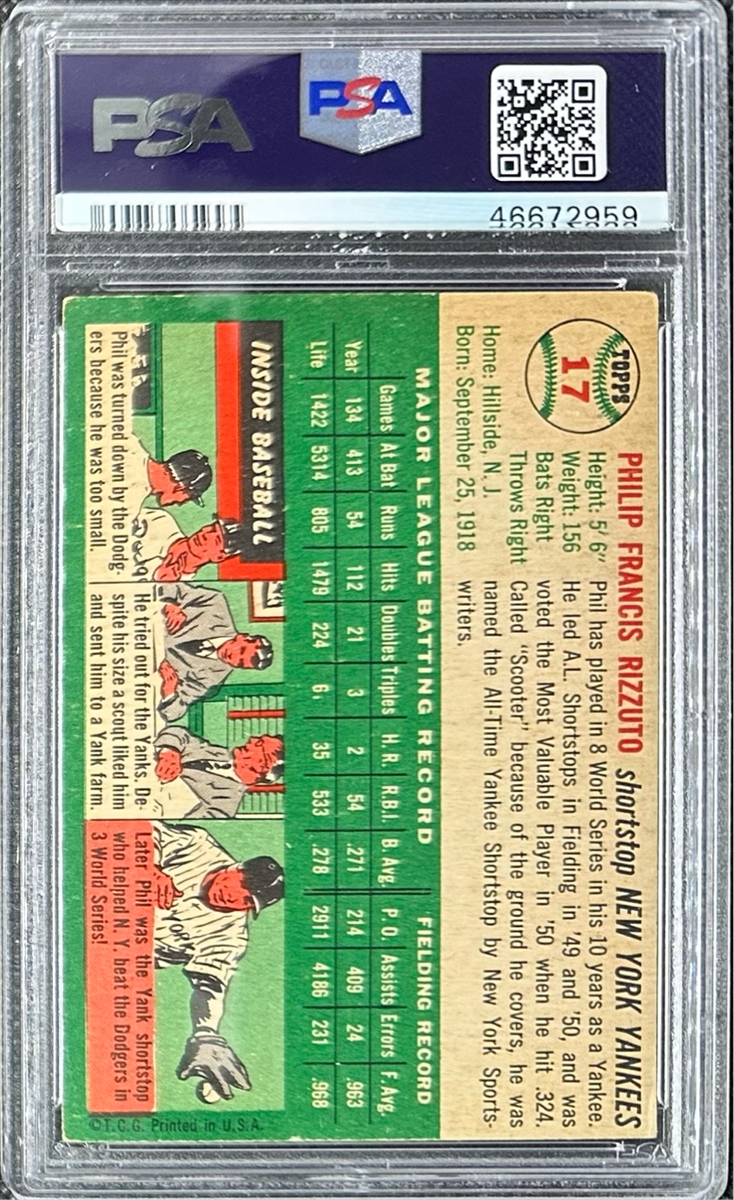 PSA
PSA
46672959
TOPPS
17
PHILIP FRANCIS RIZZUTO shortstop NEW YORK YANKEES
Height: 5' 6"
Weight: 156
Bats Right
Throws Right
Home: Hillside, N. J.
Born: September 25, 1918
Phil has played in 8 World Series in his 10 years as a Yankee.
He led A.L. Shortstops in Fielding in '49 and '50, and was
voted the Most Valuable Player in '50 when he hit .324.
Called "Scooter" because of the ground he covers, he was
named the All-Time Yankee Shortstop by New York Sports-
writers.
MAJOR LEAGUE BATTING RECORD FIELDING RECORD
Games At Bat Runs Hits Doubles Triples H. R. R.B.I. B. Avg. P. O. Assists Errors F. Avg.
Year 134 413 54 112 21 3 2 54 .271 214 409 24 .963
Life 1422 5314 805 1479 224 61 35 533 .278 2911 4186 231 .968
INSIDE BASEBALL
Phil was turned down by the Dodg-
ers because he was too small.
He tried out for the Yanks. De-
spite his size a scout liked him
and sent him to a Yank farm.
Later Phil was the Yank shortstop
who helped N. Y. beat the Dodgers in
3 World Series!
©T.C.G. Printed in U.S.A.
PSA